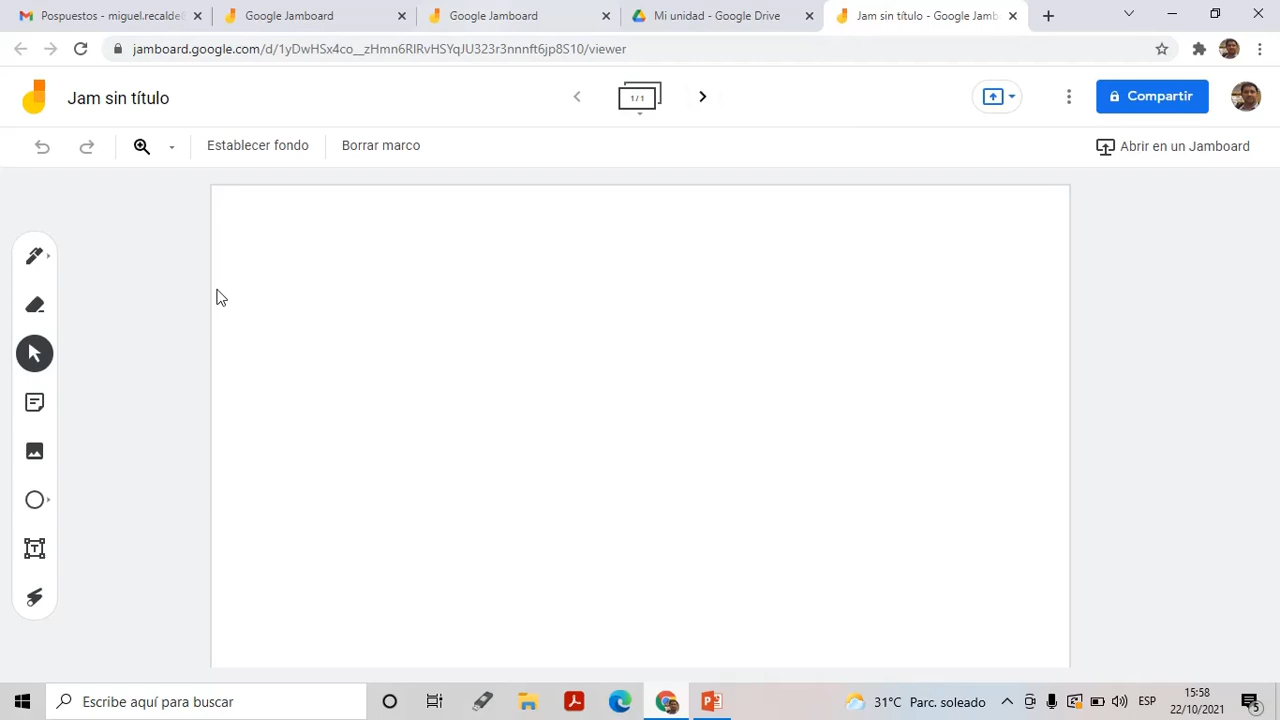 Pospuestos - miguel.recalde
Google Jamboard
Google Jamboard
Mi unidad - Google Drive
Jam sin título - Google Jamb
jamboard.google.com/d/1yDwHSx4co__zHmn6RlRvHSYqJU323r3nnnft6jp8S10/viewer
Jam sin título
1 / 1
Compartir
Establecer fondo
Borrar marco
Abrir en un Jamboard
T
Escribe aquí para buscar
31°C Parc. soleado
ESP
15:58
22/10/2021
5